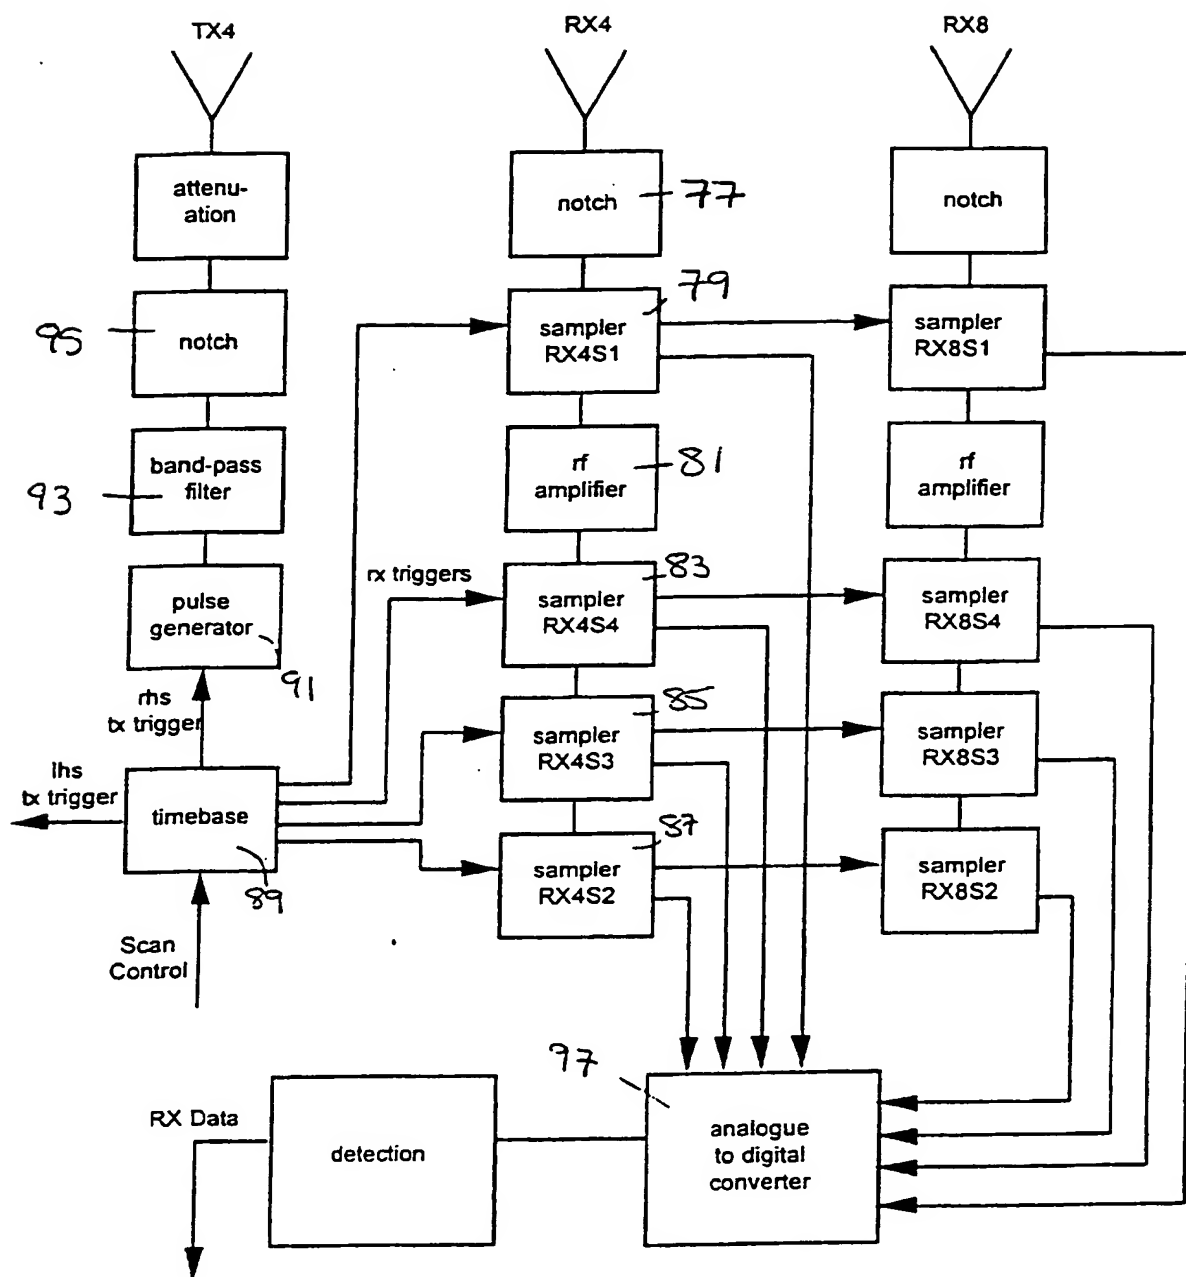 TX4
RX4
RX8
attenu-
ation
notch
77
notch
79
95
notch
sampler
RX4S1
sampler
RX8S1
93
band-pass
filter
rf
amplifier
81
rf
amplifier
rx triggers
83
pulse
generator
91
sampler
RX4S4
sampler
RX8S4
rhs
tx trigger
85
sampler
RX4S3
sampler
RX8S3
lhs
tx trigger
timebase
89
87
sampler
RX4S2
sampler
RX8S2
Scan
Control
97
RX Data
detection
analogue
to digital
converter